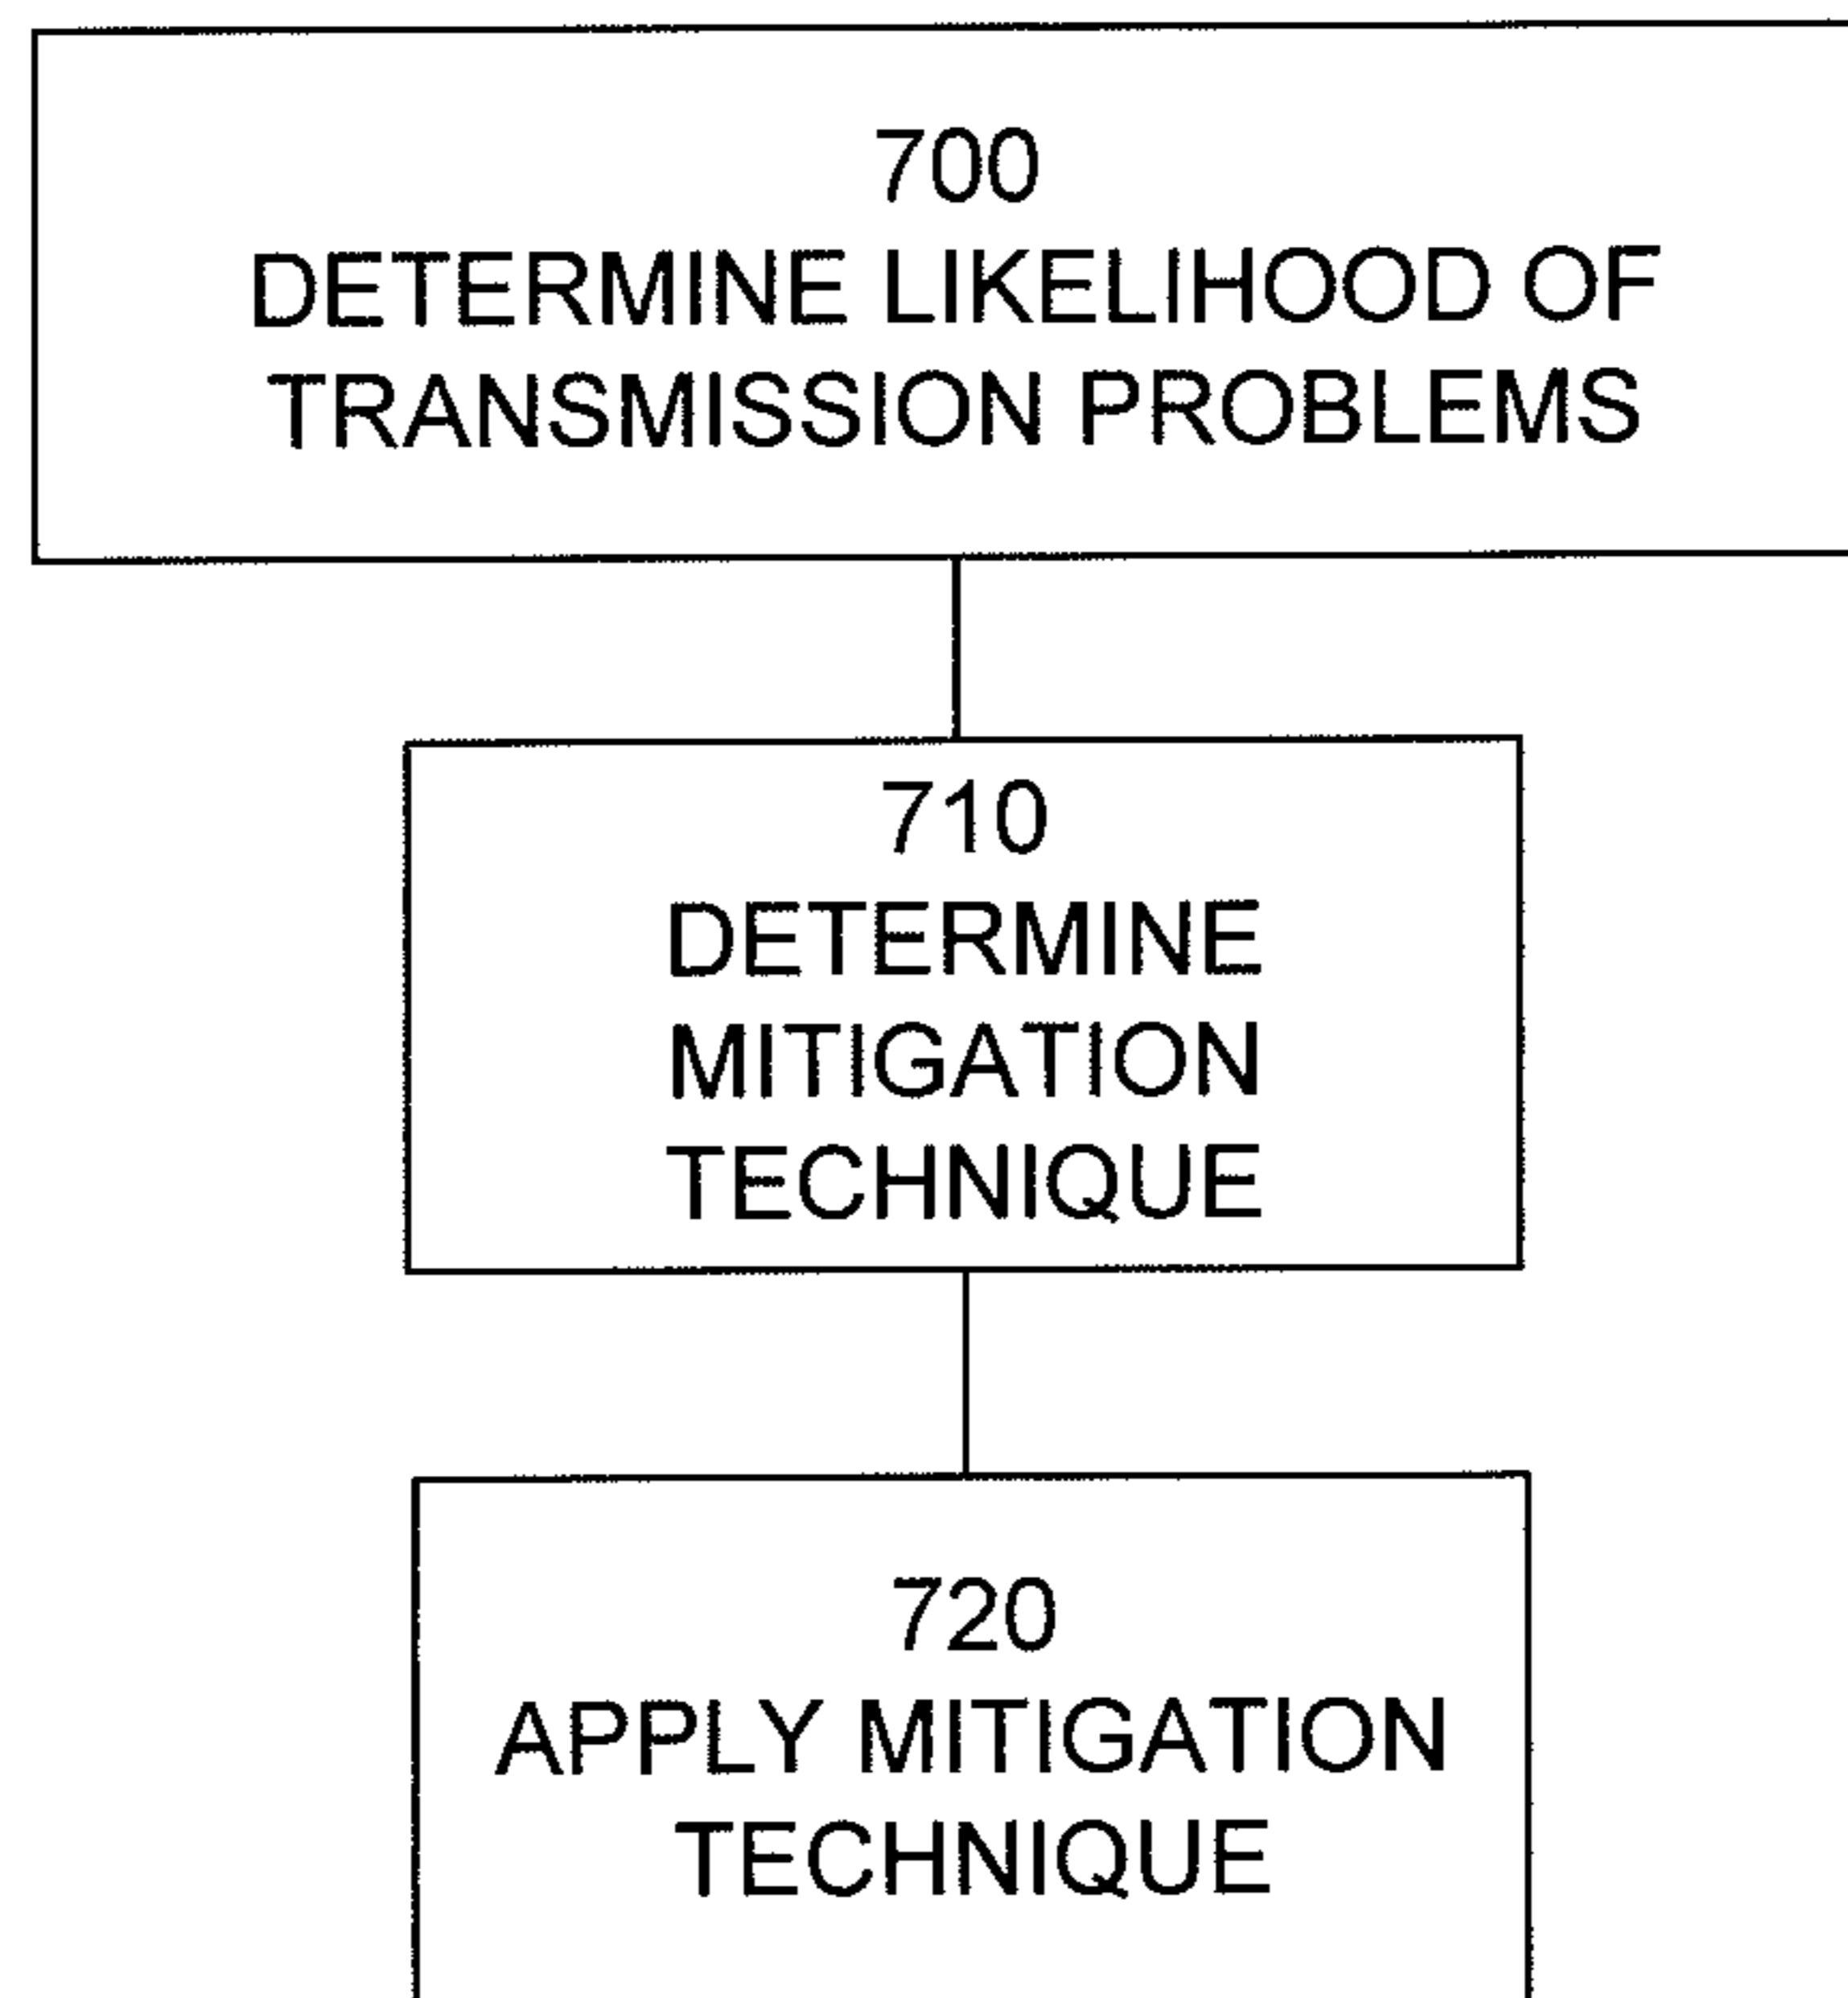 700
DETERMINE LIKELIHOOD OF
TRANSMISSION PROBLEMS
710
DETERMINE
MITIGATION
TECHNIQUE
720
APPLY MITIGATION
TECHNIQUE